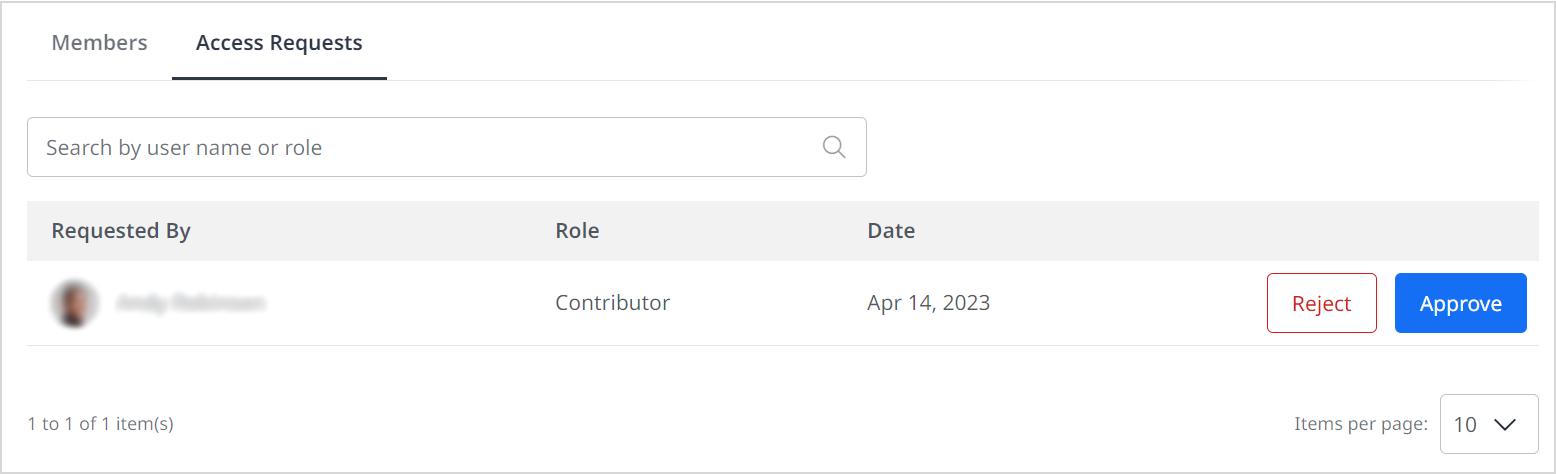 Members Access Requests
Search by user name or role
Requested By Role Date
Contributor Apr 14, 2023 Reject Approve
1 to 1 of 1 item(s) Items per page: 10